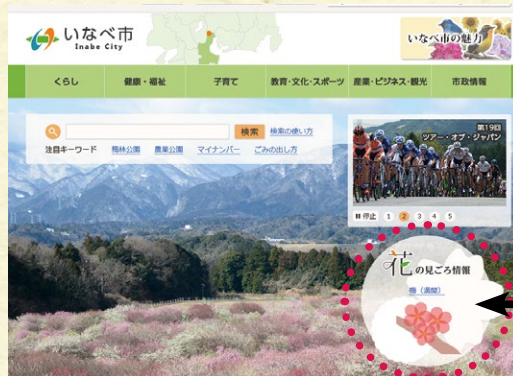 いなべ市
Inabe City
いなべ市の魅力
くらし 健康・福祉 子育て 教育・文化・スポーツ 産業・ビジネス・観光 市政情報
検索 検索の使い方
注目キーワード 梅林公園 農業公園 マイナンバー ごみの出し方
第19回
ツアー・オブ・ジャパン
停止 1 2 3 4 5
花の見ごろ情報
梅（満開）